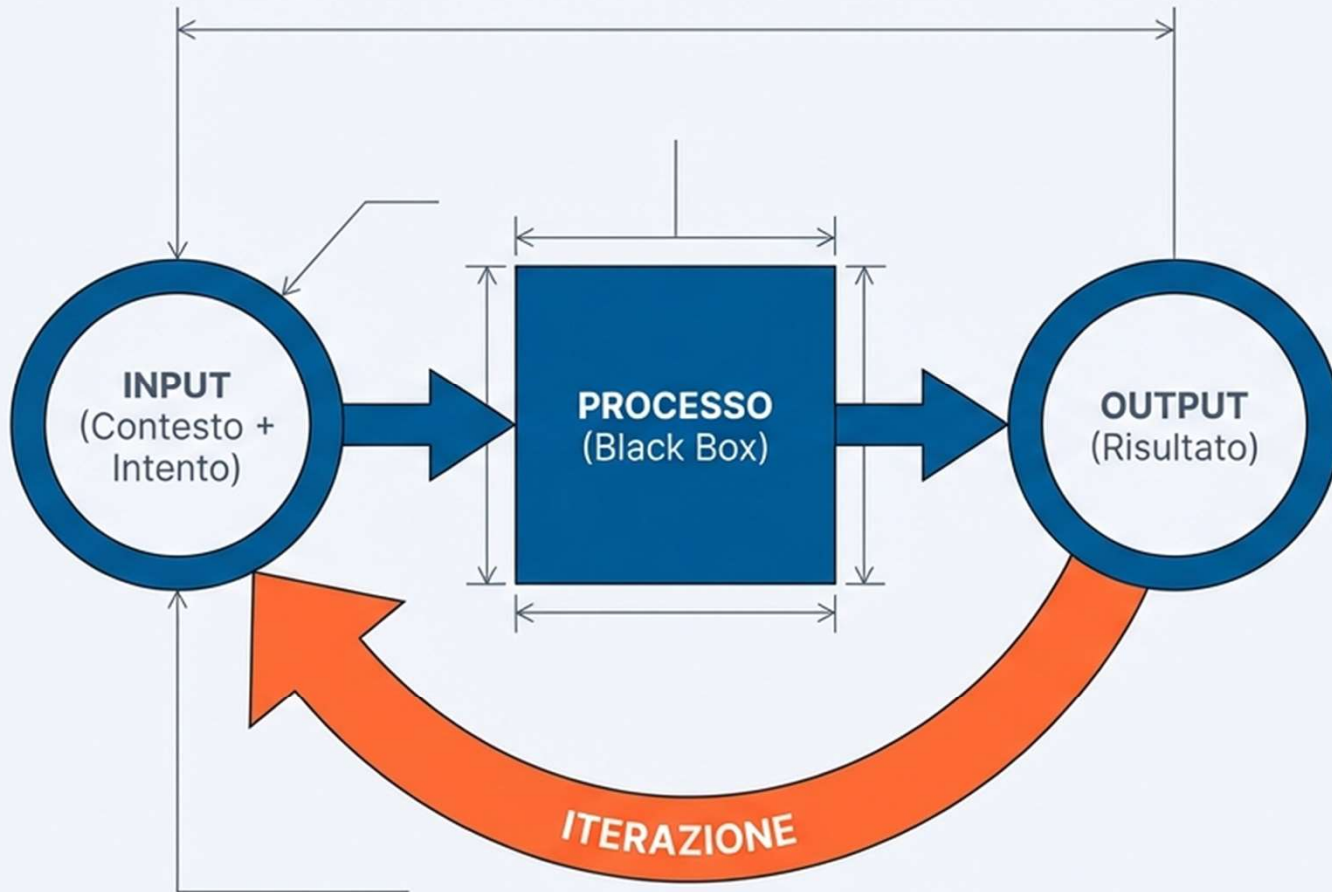 INPUT
(Contesto +
Intento)
PROCESSO
(Black Box)
OUTPUT
(Risultato)
ITERAZIONE